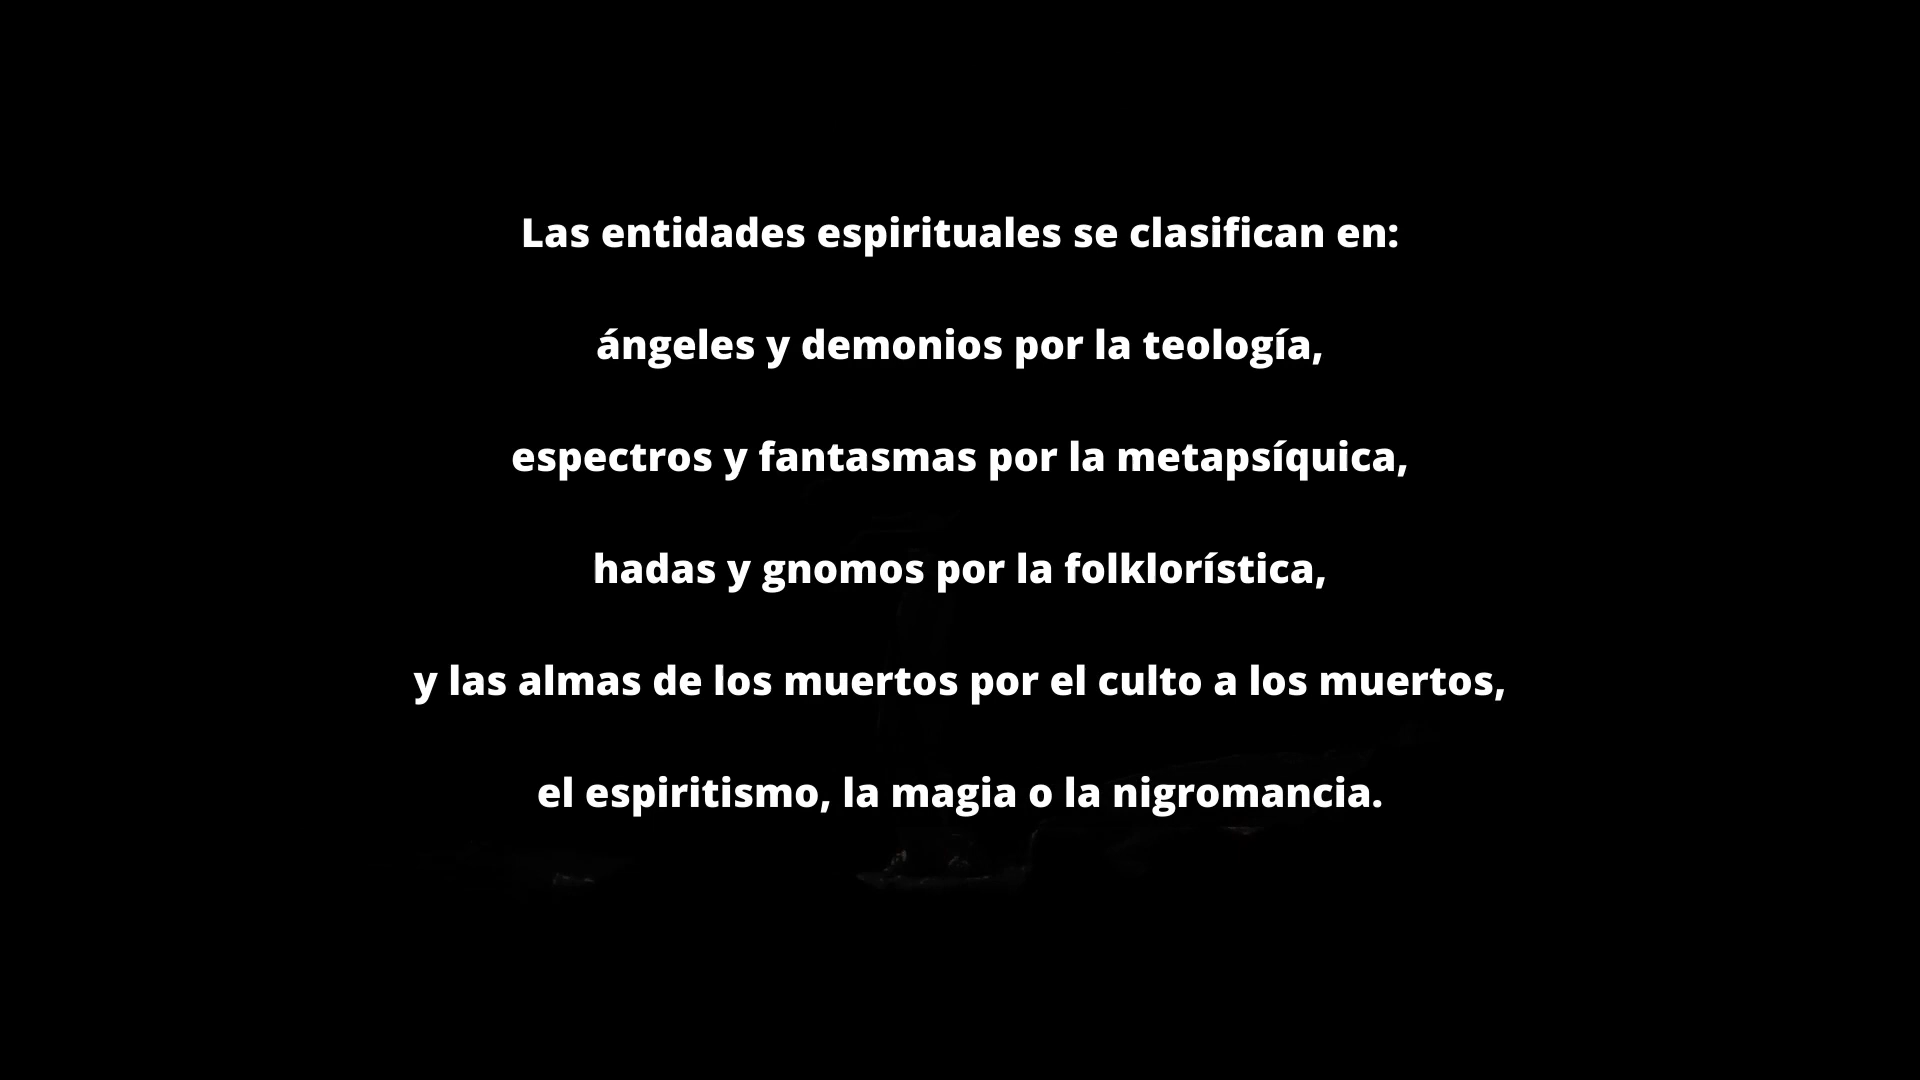 Las entidades espirituales se clasifican en:
ángeles y demonios por la teología,
espectros y fantasmas por la metapsíquica,
hadas y gnomos por la folklorística,
y las almas de los muertos por el culto a los muertos,
el espiritismo, la magia o la nigromancia.